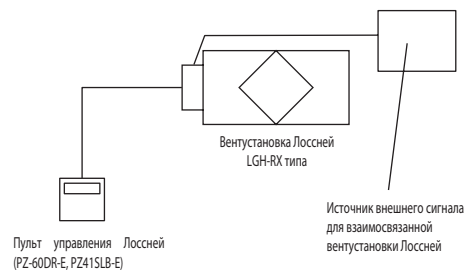 Вентустановка Лоссней
LGH-RX типа
Источник внешнего сигнала
для взаимосвязанной
вентустановки Лоссней
Пульт управления Лоссней
(PZ-60DR-E, PZ41SLB-E)